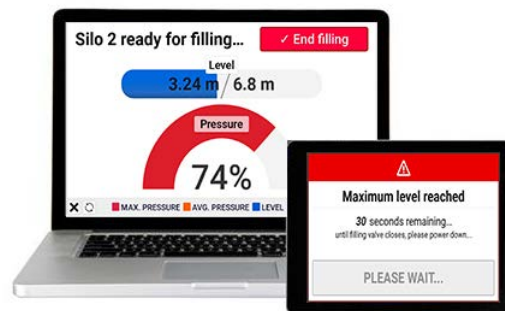 Silo 2 ready for filling...
✓ End filling
Level
3.24 m / 6.8 m
Pressure
74%
MAX. PRESSURE AVG. PRESSURE LEVEL
Maximum level reached
30 seconds remaining...
until filling valve closes, please power down...
PLEASE WAIT...